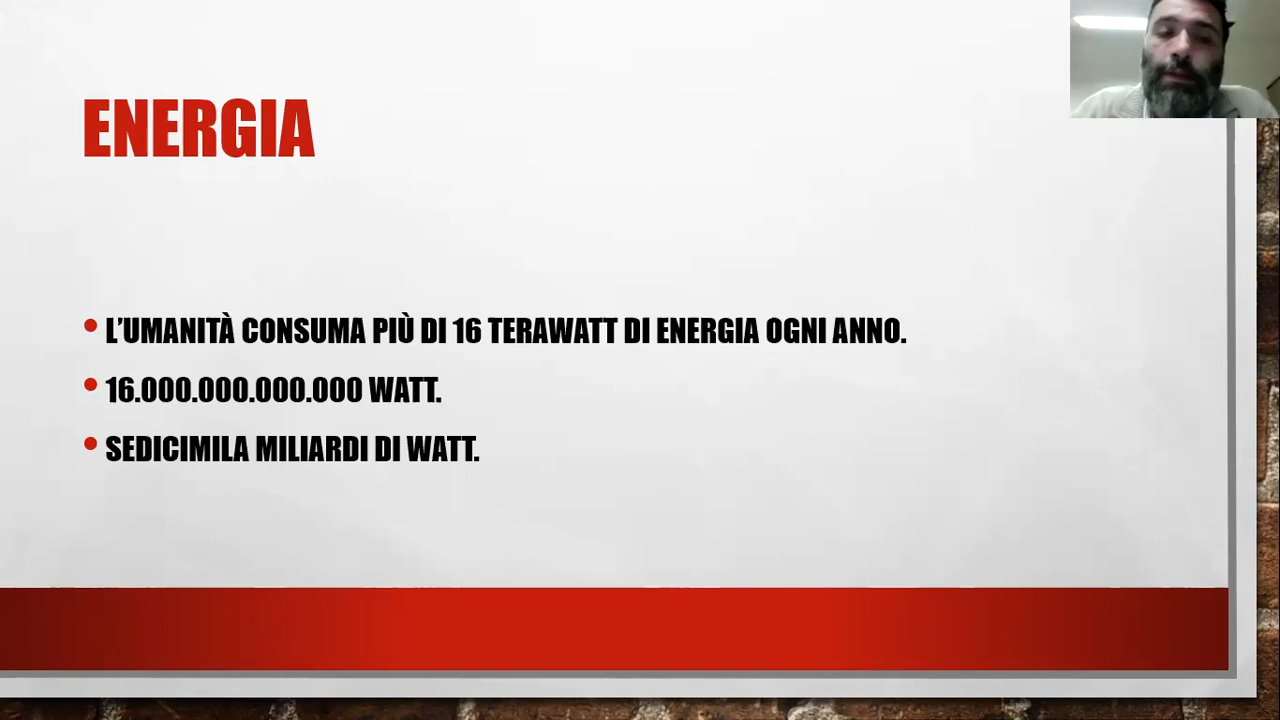 ENERGIA
L'UMANITÀ CONSUMA PIÙ DI 16 TERAWATT DI ENERGIA OGNI ANNO.
16.000.000.000.000 WATT.
SEDICIMILA MILIARDI DI WATT.